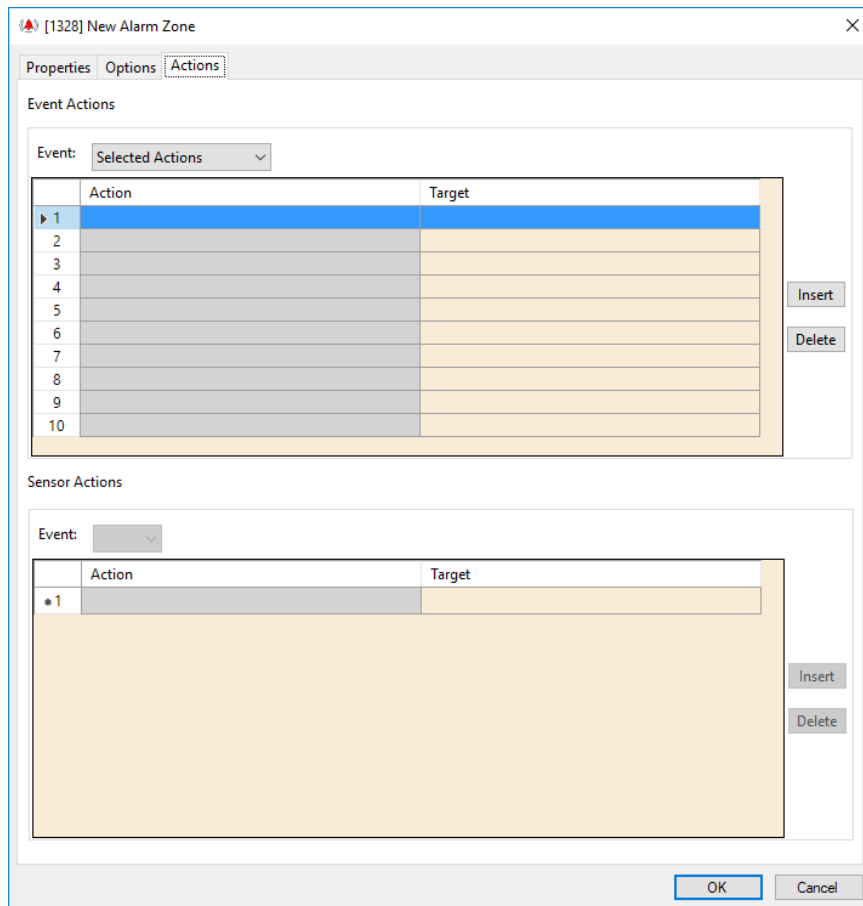 [1328] New Alarm Zone
Properties Options Actions
Event Actions
Event: Selected Actions
Action Target
1
2
3
4
Insert
5
6
Delete
7
8
9
10
Sensor Actions
Event:
Action Target
1
Insert
Delete
OK Cancel